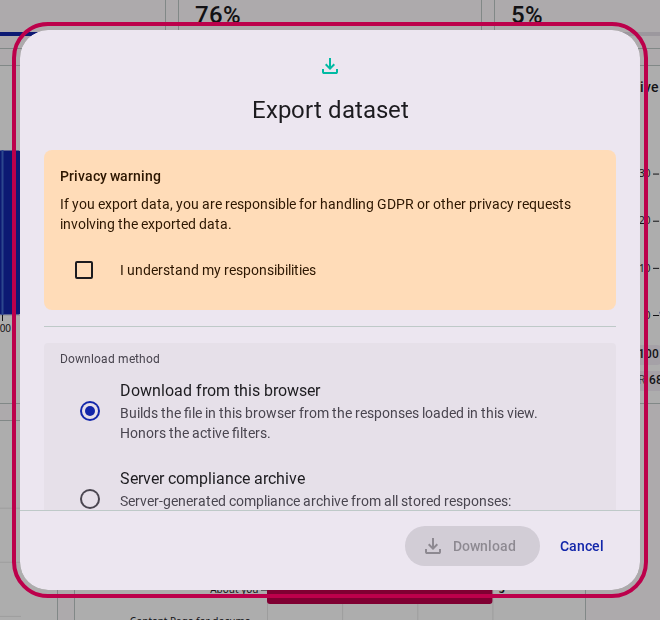 76%
5%
Export dataset
Privacy warning
If you export data, you are responsible for handling GDPR or other privacy requests
involving the exported data.
I understand my responsibilities
Download method
Download from this browser
Builds the file in this browser from the responses loaded in this view.
Honors the active filters.
Server compliance archive
Server-generated compliance archive from all stored responses:
Download
Cancel
About you